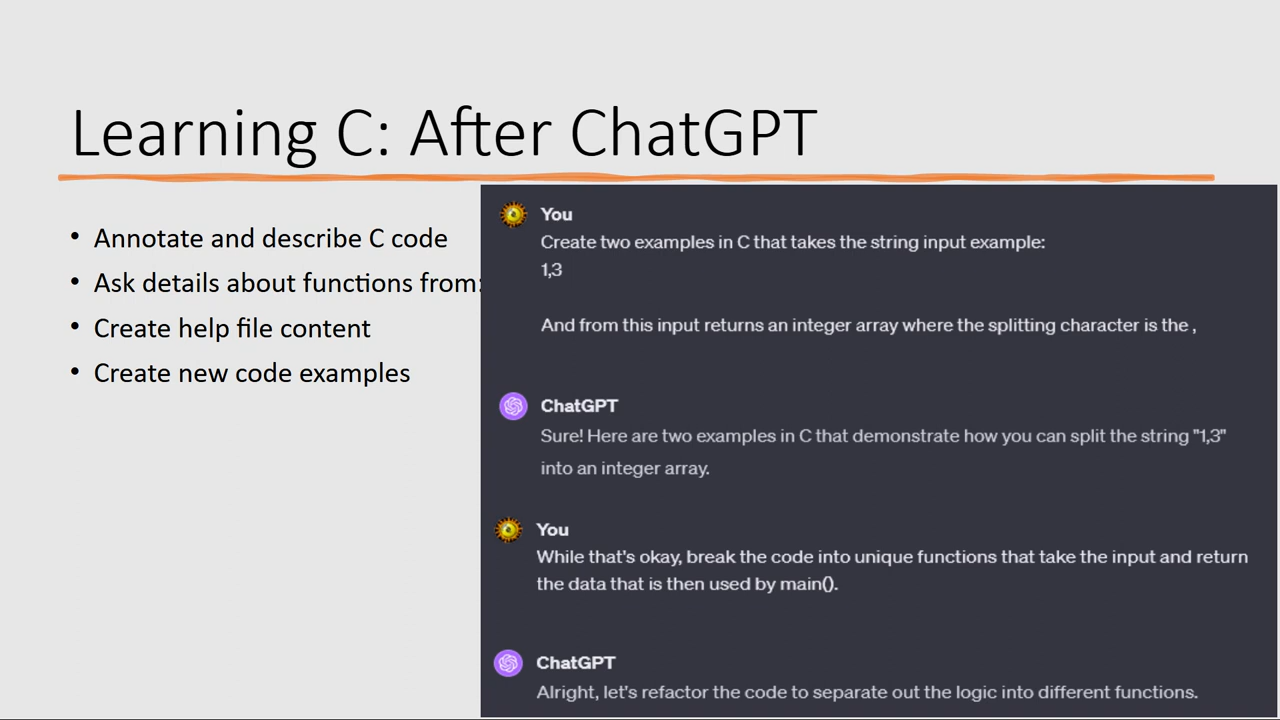 Learning C: After ChatGPT
• Annotate and describe C code
• Ask details about functions from:
• Create help file content
• Create new code examples
You
Create two examples in C that takes the string input example:
1,3
And from this input returns an integer array where the splitting character is the ,
ChatGPT
Sure! Here are two examples in C that demonstrate how you can split the string "1,3"
into an integer array.
You
While that's okay, break the code into unique functions that take the input and return
the data that is then used by main().
ChatGPT
Alright, let's refactor the code to separate out the logic into different functions.